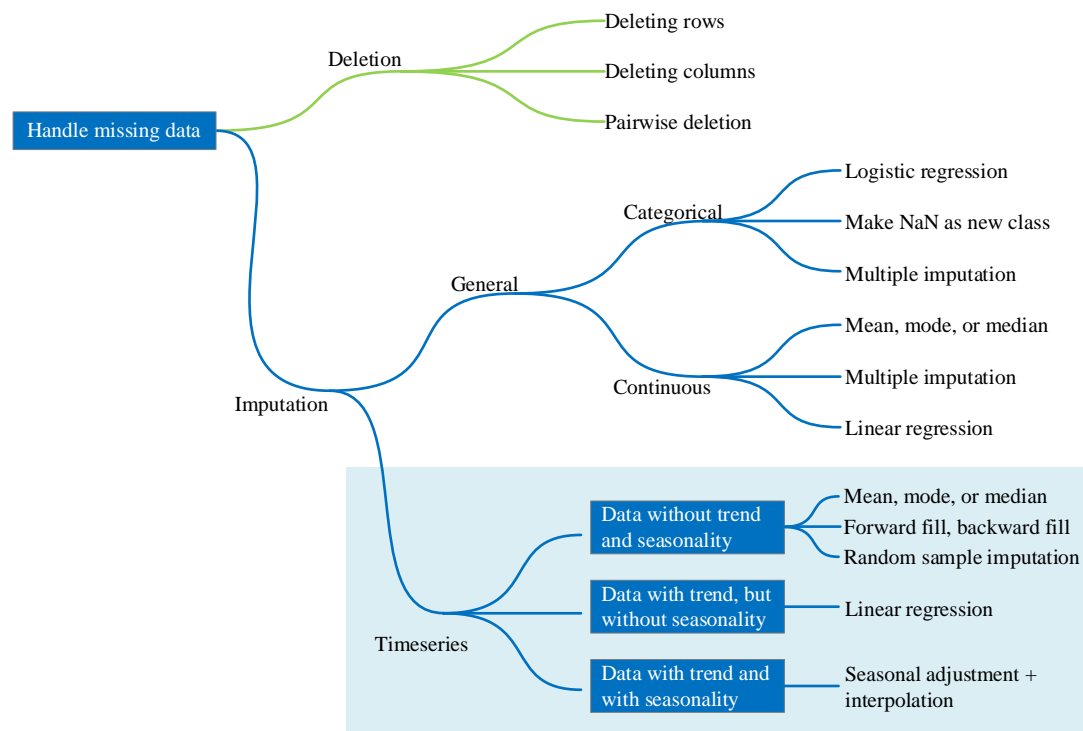 Deleting rows
Deletion
Deleting columns
Handle missing data
Pairwise deletion
Logistic regression
Categorical
Make NaN as new class
General
Multiple imputation
Mean, mode, or median
Continuous
Multiple imputation
Imputation
Linear regression
Mean, mode, or median
Data without trend
and seasonality
Forward fill, backward fill
Random sample imputation
Data with trend, but
without seasonality
Linear regression
Timeseries
Data with trend and
with seasonality
Seasonal adjustment +
interpolation